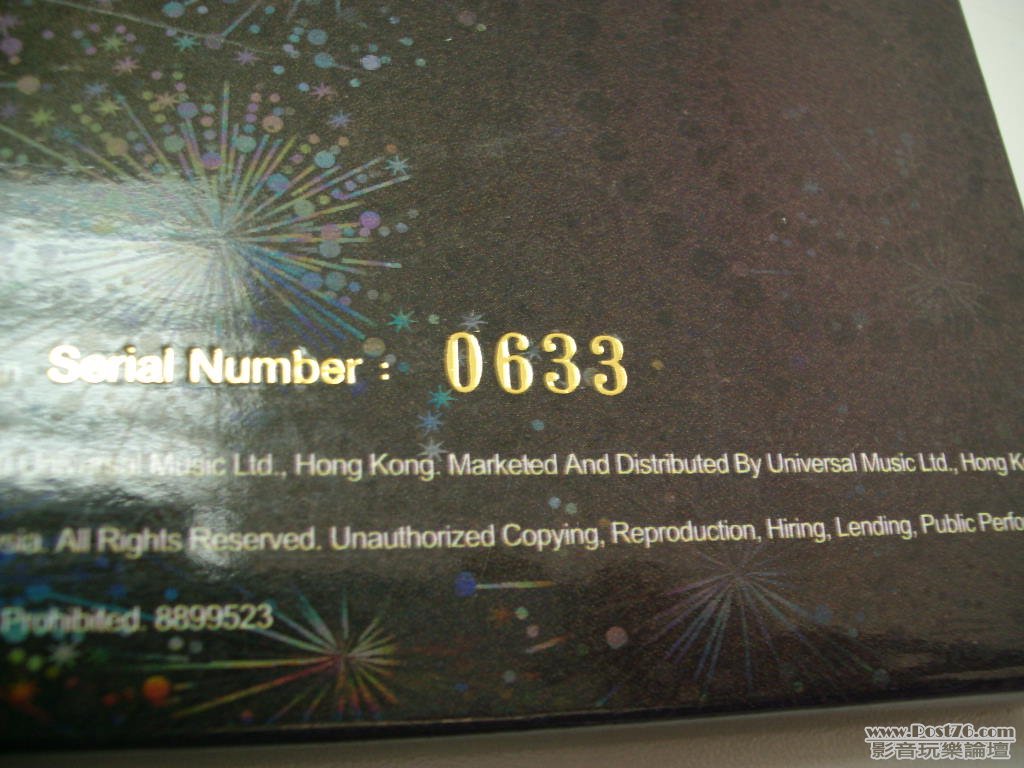 Serial Number : 0633
Universal Music Ltd., Hong Kong. Marketed And Distributed By Universal Music Ltd., Hong
All Rights Reserved. Unauthorized Copying, Reproduction, Hiring, Lending, Public
Prohibited. 8899523
www.Post76.com
影音玩樂論壇